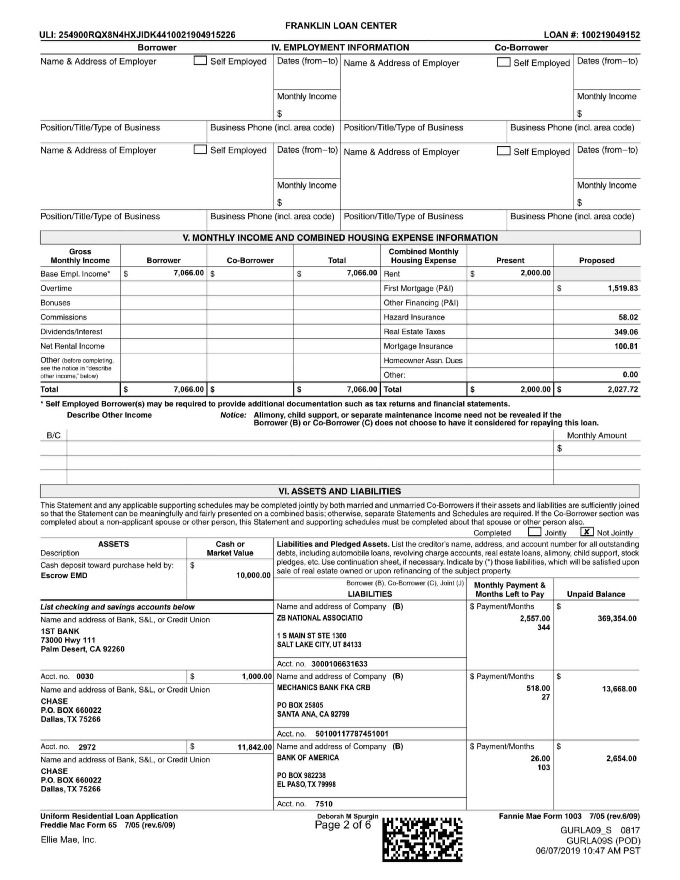 FRANKLIN LOAN CENTER
ULI: 254900RQX8N4HXJIDK4410021904915226 LOAN #: 100219049152
Borrower IV. EMPLOYMENT INFORMATION Co-Borrower
Name & Address of Employer Self Employed Dates (from–to) Name & Address of Employer Self Employed Dates (from–to)
Monthly Income Monthly Income
$ $
Position/Title/Type of Business Business Phone (incl. area code) Position/Title/Type of Business Business Phone (incl. area code)
Name & Address of Employer Self Employed Dates (from–to) Name & Address of Employer Self Employed Dates (from–to)
Monthly Income Monthly Income
$ $
Position/Title/Type of Business Business Phone (incl. area code) Position/Title/Type of Business Business Phone (incl. area code)
V. MONTHLY INCOME AND COMBINED HOUSING EXPENSE INFORMATION
Gross Monthly Income Borrower Co-Borrower Total Combined Monthly Housing Expense Present Proposed
Base Empl. Income* $ 7,066.00 $ $ 7,066.00 Rent $ 2,000.00
Overtime First Mortgage (P&I) $ 1,519.83
Bonuses Other Financing (P&I)
Commissions Hazard Insurance 58.02
Dividends/Interest Real Estate Taxes 349.06
Net Rental Income Mortgage Insurance 100.81
Other (before completing, Homeowner Assn. Dues
see the notice in "describe
other income," below) Other: 0.00
Total $ 7,066.00 $ $ 7,066.00 Total $ 2,000.00 $ 2,027.72
* Self Employed Borrower(s) may be required to provide additional documentation such as tax returns and financial statements.
Describe Other Income Notice: Alimony, child support, or separate maintenance income need not be revealed if the
Borrower (B) or Co-Borrower (C) does not choose to have it considered for repaying this loan.
B/C Monthly Amount
$
VI. ASSETS AND LIABILITIES
This Statement and any applicable supporting schedules may be completed jointly by both married and unmarried Co-Borrowers if their assets and liabilities are sufficiently joined
so that the Statement can be meaningfully and fairly presented on a combined basis; otherwise, separate Statements and Schedules are required. If the Co-Borrower section was
completed about a non-applicant spouse or other person, this Statement and supporting schedules must be completed about that spouse or other person also.
Completed Jointly X Not Jointly
ASSETS
Description
Cash or
Market Value
Liabilities and Pledged Assets. List the creditor's name, address, and account number for all outstanding
debts, including automobile loans, revolving charge accounts, real estate loans, alimony, child support, stock
pledges, etc. Use continuation sheet, if necessary. Indicate by (*) those liabilities, which will be satisfied upon
sale of real estate owned or upon refinancing of the subject property.
Cash deposit toward purchase held by: $
Escrow EMD 10,000.00
Borrower (B), Co-Borrower (C), Joint (J)
LIABILITIES
Monthly Payment &
Months Left to Pay
Unpaid Balance
List checking and savings accounts below
Name and address of Bank, S&L, or Credit Union
1ST BANK
73000 Hwy 111
Palm Desert, CA 92260
Name and address of Company (B) $ Payment/Months $
ZB NATIONAL ASSOCIATIO 2,557.00 369,354.00
344
1 S MAIN ST STE 1300
SALT LAKE CITY, UT 84133
Acct. no. 3000106631633
Acct. no. 0030 $ 1,000.00
Name and address of Bank, S&L, or Credit Union
CHASE
P.O. BOX 660022
Dallas, TX 75266
Name and address of Company (B) $ Payment/Months $
MECHANICS BANK FKA CRB 518.00 13,668.00
27
PO BOX 25805
SANTA ANA, CA 92799
Acct. no. 50100117787451001
Acct. no. 2972 $ 11,842.00
Name and address of Bank, S&L, or Credit Union
CHASE
P.O. BOX 660022
Dallas, TX 75266
Name and address of Company (B) $ Payment/Months $
BANK OF AMERICA 26.00 2,654.00
103
PO BOX 982238
EL PASO, TX 79998
Acct. no. 7510
Uniform Residential Loan Application
Freddie Mac Form 65 7/05 (rev.6/09)
Deborah M Spurgin
Page 2 of 6
Fannie Mae Form 1003 7/05 (rev.6/09)
Ellie Mae, Inc.
GURLA09_S 0817
GURLA09S (POD)
06/07/2019 10:47 AM PST